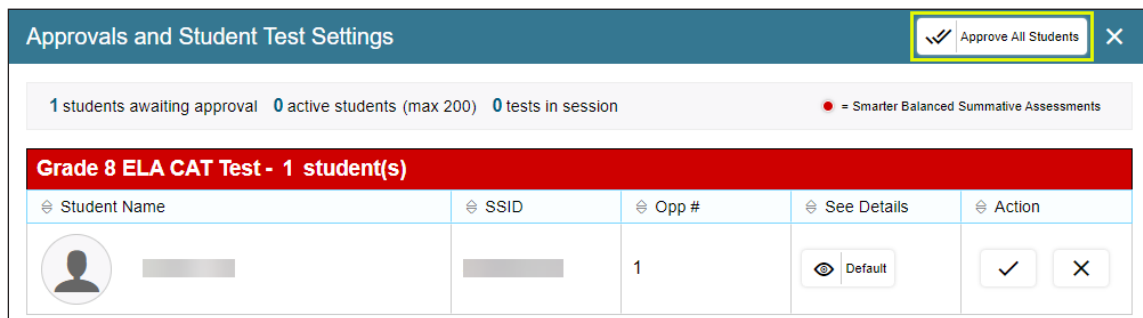 Approvals and Student Test Settings
Approve All Students
1 students awaiting approval 0 active students (max 200) 0 tests in session
= Smarter Balanced Summative Assessments
Grade 8 ELA CAT Test - 1 student(s)
Student Name SSID Opp # See Details Action
1 Default